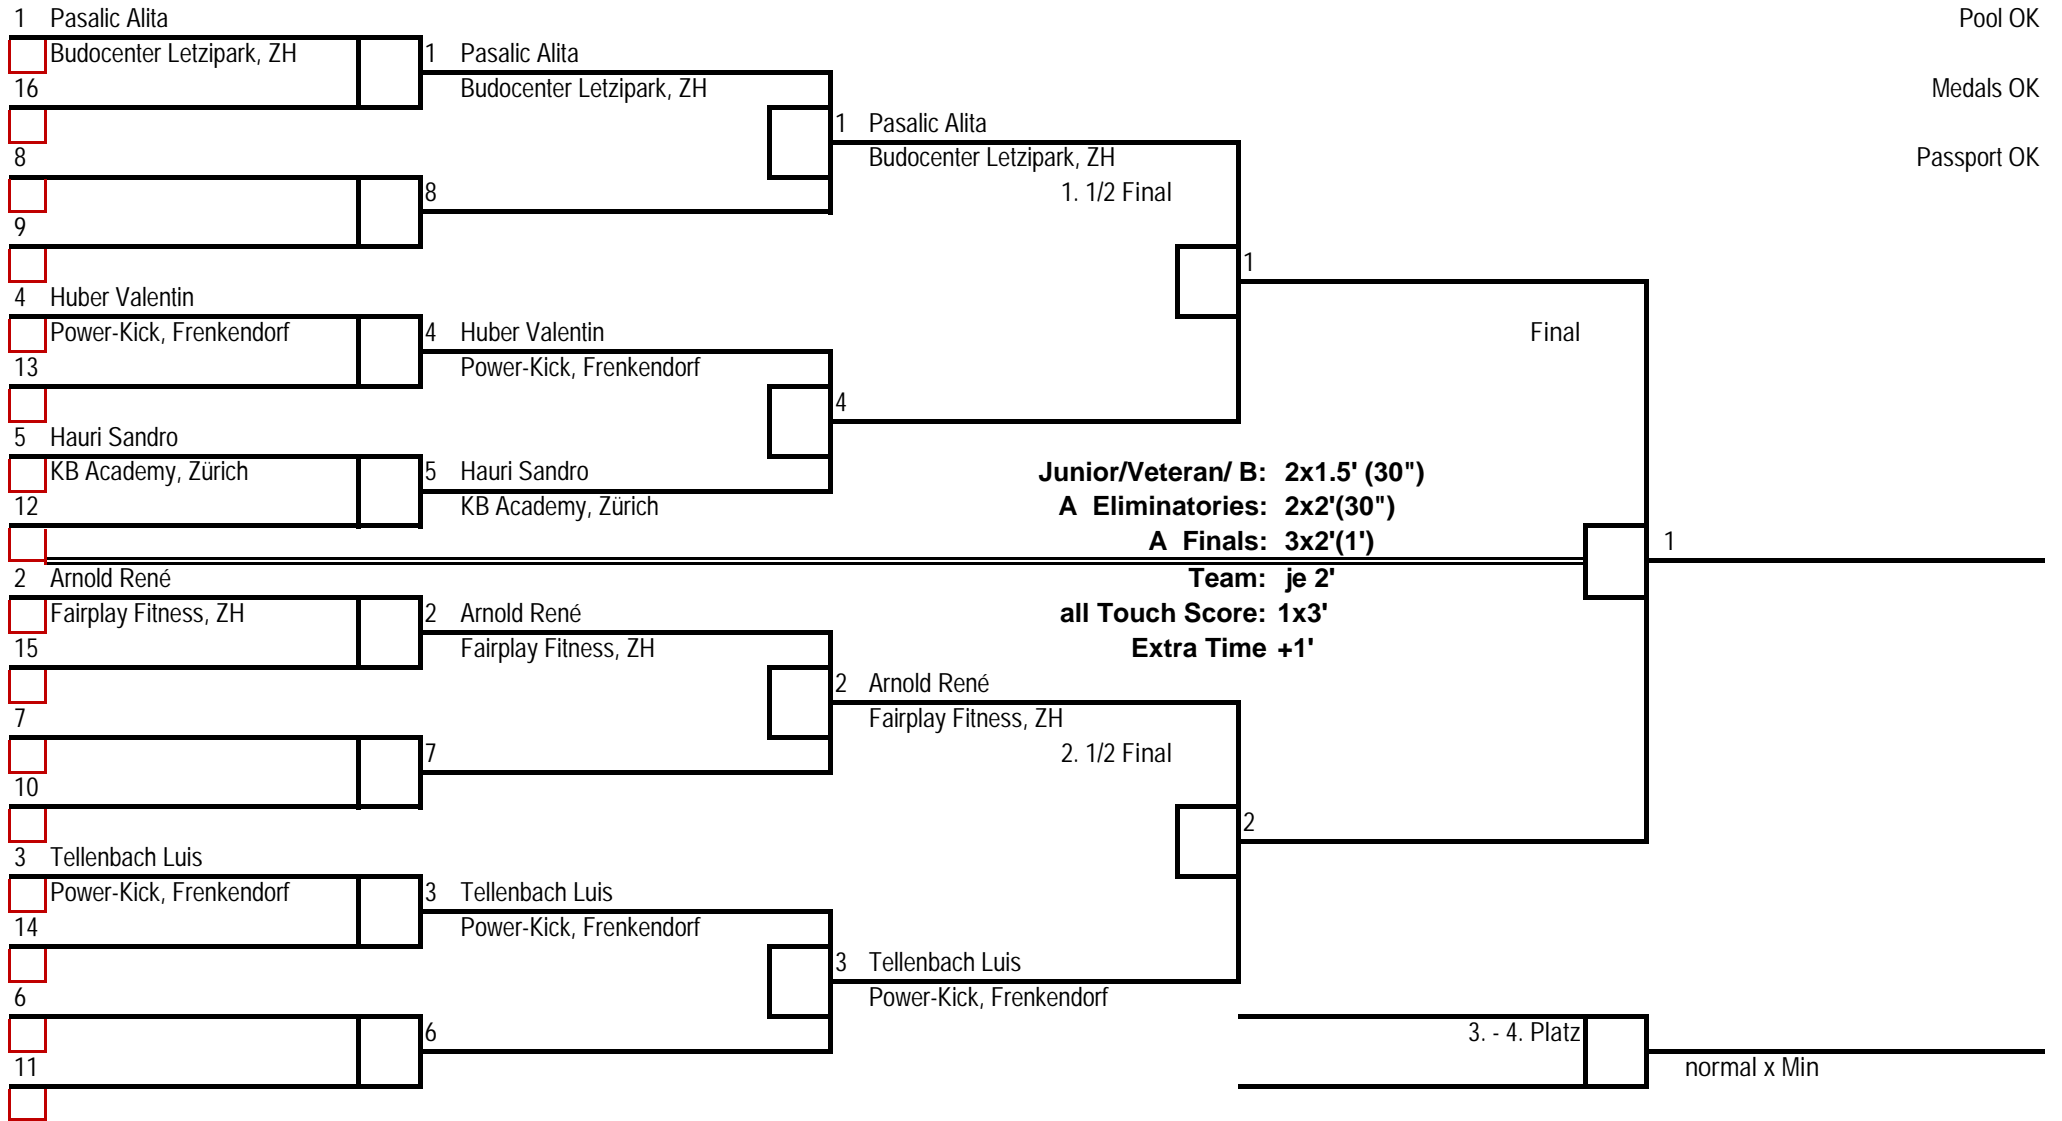 1 Pasalic Alita
Pool OK
Budocenter Letzipark, ZH
1 Pasalic Alita
16
Budocenter Letzipark, ZH
Medals OK
1 Pasalic Alita
8
Budocenter Letzipark, ZH
Passport OK
8
1. 1/2 Final
9
1
4 Huber Valentin
Power-Kick, Frenkendorf
4 Huber Valentin
Final
13
Power-Kick, Frenkendorf
4
5 Hauri Sandro
KB Academy, Zürich
5 Hauri Sandro
Junior/Veteran/ B: 2x1.5' (30")
12
KB Academy, Zürich
A Eliminatories: 2x2'(30")
A Finals: 3x2'(1')
1
2 Arnold René
Team: je 2'
Fairplay Fitness, ZH
2 Arnold René
all Touch Score: 1x3'
15
Fairplay Fitness, ZH
Extra Time +1'
2 Arnold René
7
Fairplay Fitness, ZH
7
2. 1/2 Final
10
2
3 Tellenbach Luis
Power-Kick, Frenkendorf
3 Tellenbach Luis
14
Power-Kick, Frenkendorf
3 Tellenbach Luis
6
Power-Kick, Frenkendorf
6
3. - 4. Platz
11
normal x Min